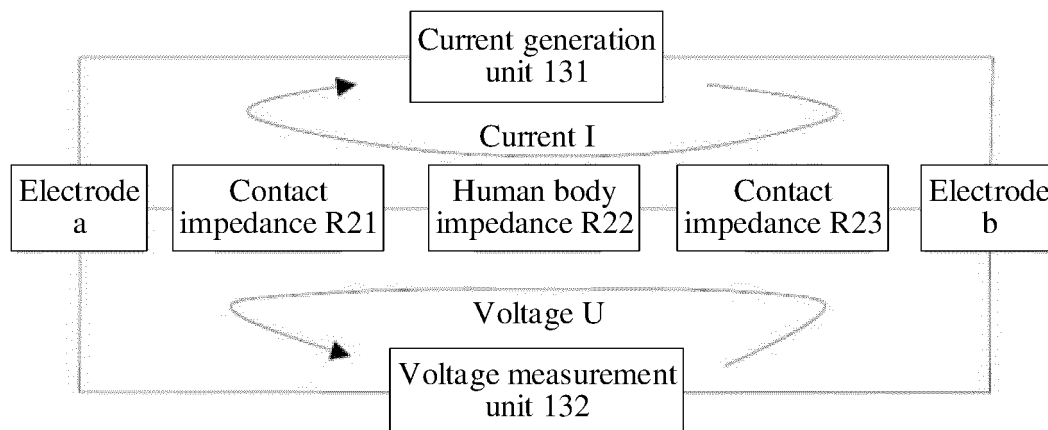 Current generation
unit 131
Current I
Electrode
a
Contact
impedance R21
Human body
impedance R22
Contact
impedance R23
Electrode
b
Voltage U
Voltage measurement
unit 132